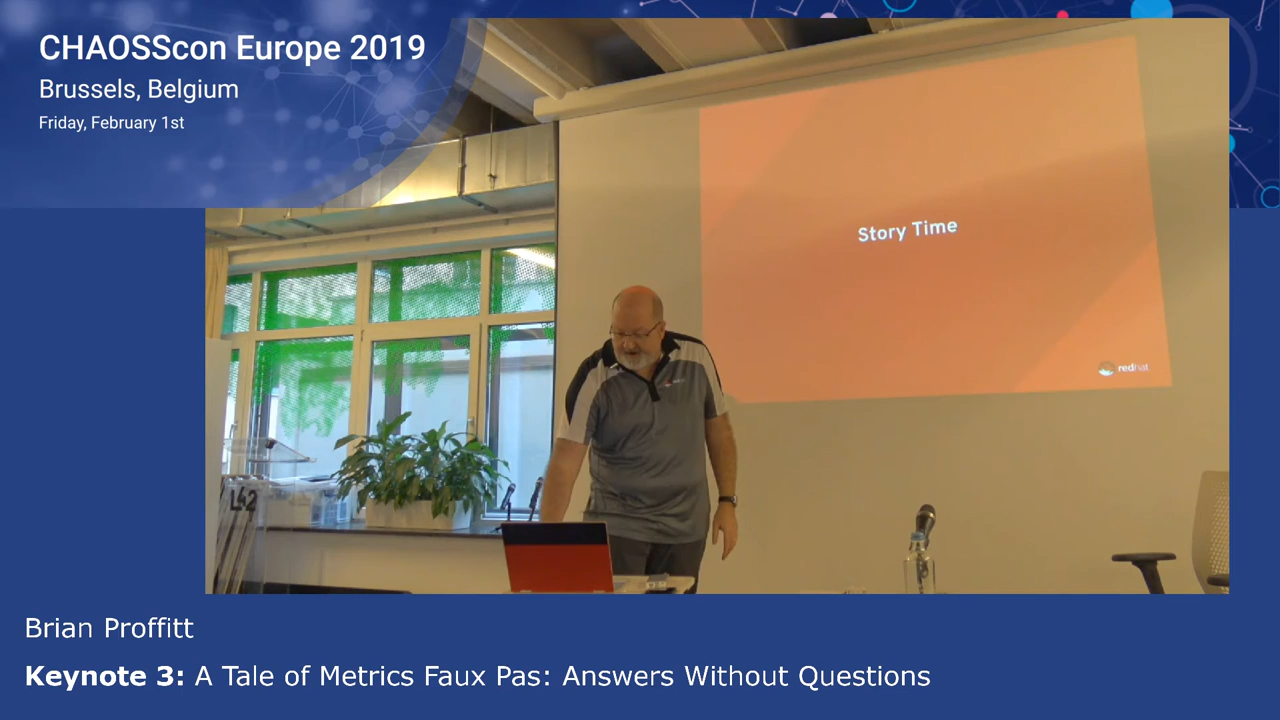 CHAOSScon Europe 2019
Brussels, Belgium
Friday, February 1st
Story Time
redhat
L42
Brian Proffitt
Keynote 3: A Tale of Metrics Faux Pas: Answers Without Questions